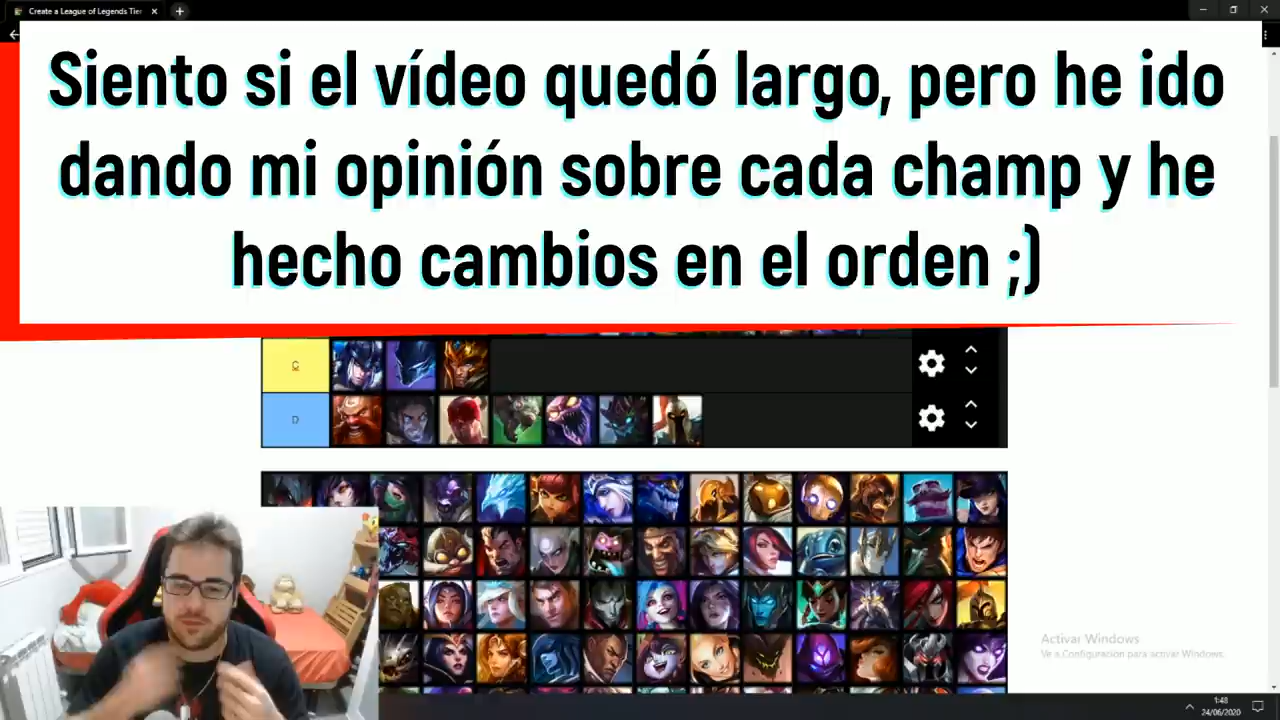 Create a League of Legends Tier
Siento si el vídeo quedó largo, pero he ido
dando mi opinión sobre cada champ y he
hecho cambios en el orden ;)
C
D
Activar Windows
Ve a Configuración para activar Windows.
1:48
24/06/2020